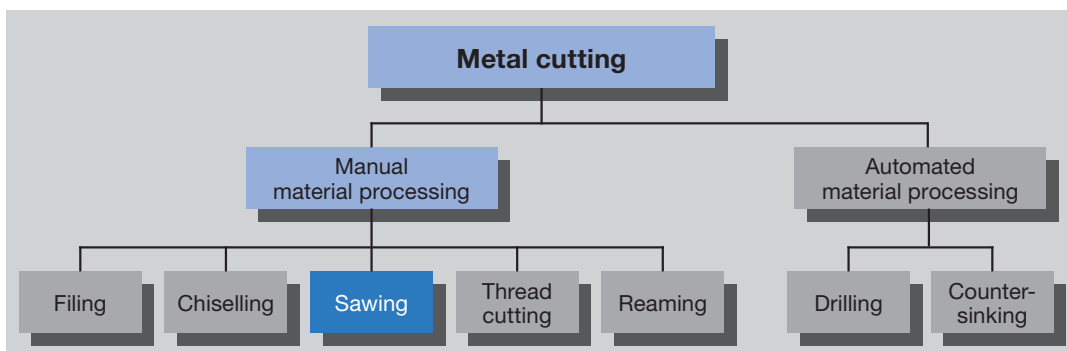 Metal cutting
Manual
material processing
Automated
material processing
Filing
Chiselling
Sawing
Thread
cutting
Reaming
Drilling
Counter-
sinking